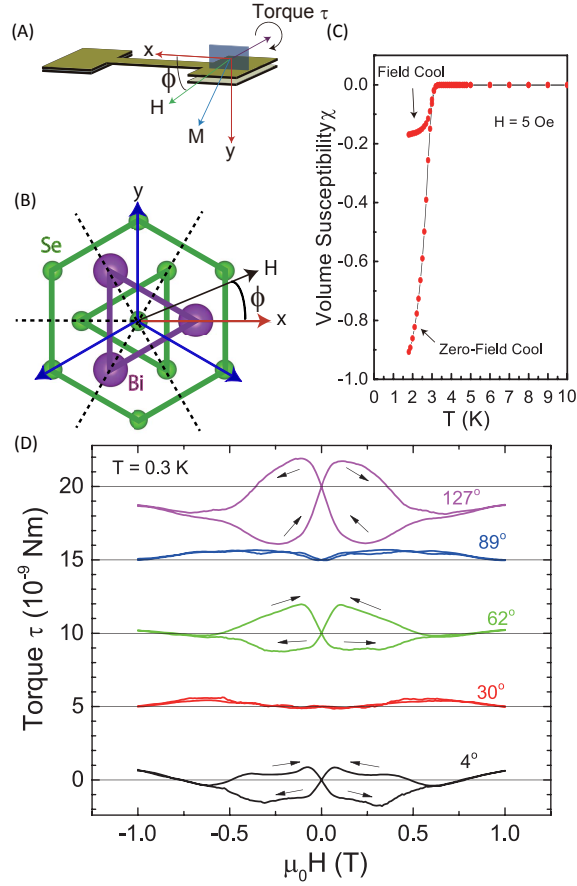 (A)
Torque τ
x
ϕ
H
M
y
(B)
y
Se
H
ϕ
x
Bi
(C)
0.0
-0.2
-0.4
-0.6
-0.8
-1.0
Volume Susceptibility χ
Field Cool
H = 5 Oe
Zero-Field Cool
0 1 2 3 4 5 6 7 8 9 10
T (K)
(D)
T = 0.3 K
20
15
10
5
0
Torque τ (10⁻⁹ Nm)
127°
89°
62°
30°
4°
-1.0 -0.5 0.0 0.5 1.0
μ₀H (T)